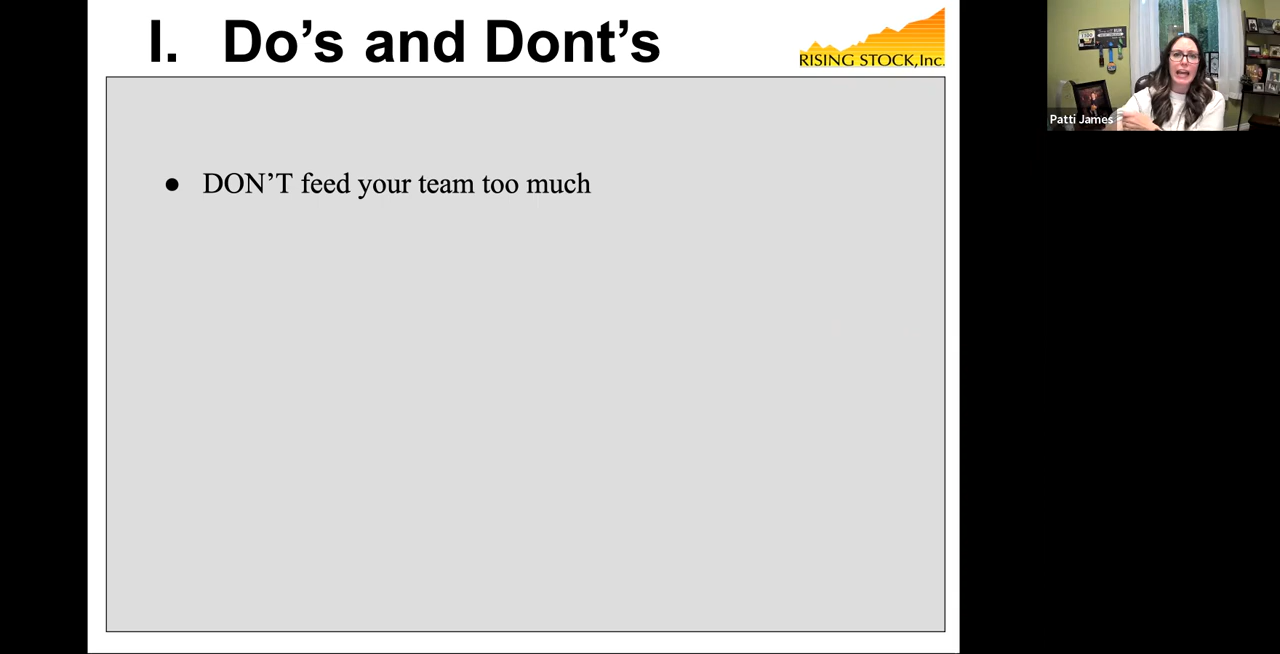 I. Do’s and Dont’s
RISING STOCK,Inc.
● DON’T feed your team too much
Patti James